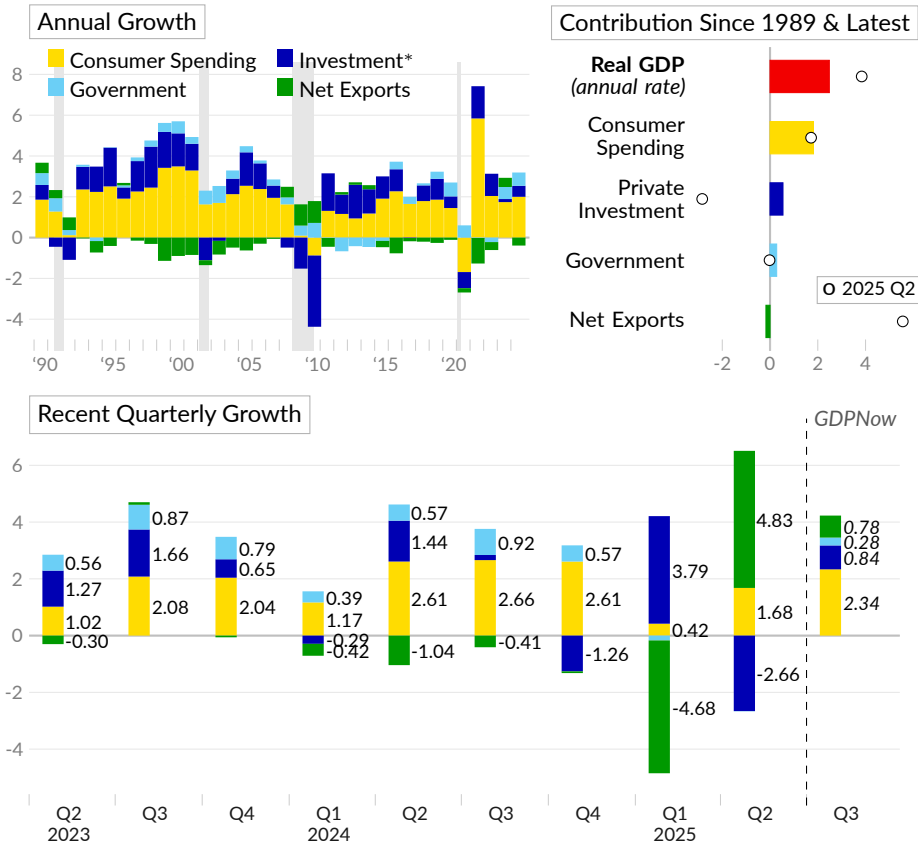 Annual Growth
Consumer Spending
Investment*
Government
Net Exports
8
6
4
2
0
-2
-4
'90
'95
'00
'05
'10
'15
'20
Contribution Since 1989 & Latest
Real GDP
(annual rate)
Consumer
Spending
Private
Investment
Government
Net Exports
2025 Q2
-2
0
2
4
Recent Quarterly Growth
GDPNow
6
4
2
0
-2
-4
0.56
1.27
1.02
-0.30
0.87
1.66
2.08
0.79
0.65
2.04
0.39
1.17
-0.29
-0.42
0.57
1.44
2.61
-1.04
0.92
2.66
-0.41
0.57
2.61
-1.26
3.79
0.42
-4.68
4.83
1.68
-2.66
0.78
0.28
0.84
2.34
Q2
2023
Q3
Q4
Q1
2024
Q2
Q3
Q4
Q1
2025
Q2
Q3